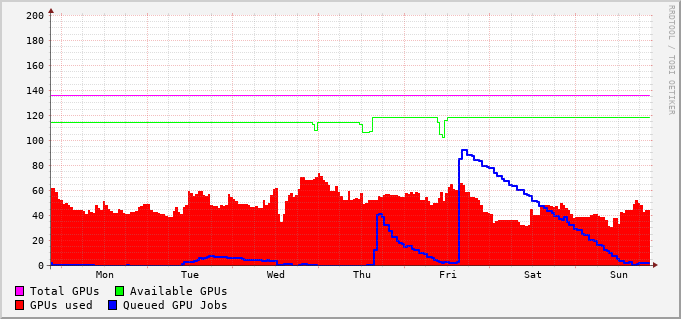 200
180
160
140
120
100
80
60
40
20
0
Mon Tue Wed Thu Fri Sat Sun
Total GPUs Available GPUs
GPUs used Queued GPU Jobs
RRDTOOL / TOBI OETIKER